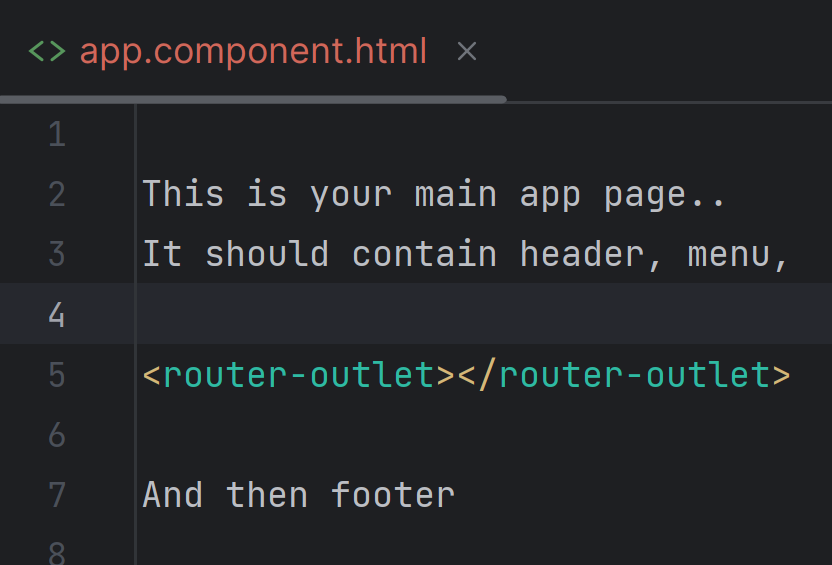 <> app.component.html ×
1
2 This is your main app page..
3 It should contain header, menu,
4
5 <router-outlet></router-outlet>
6
7 And then footer
8